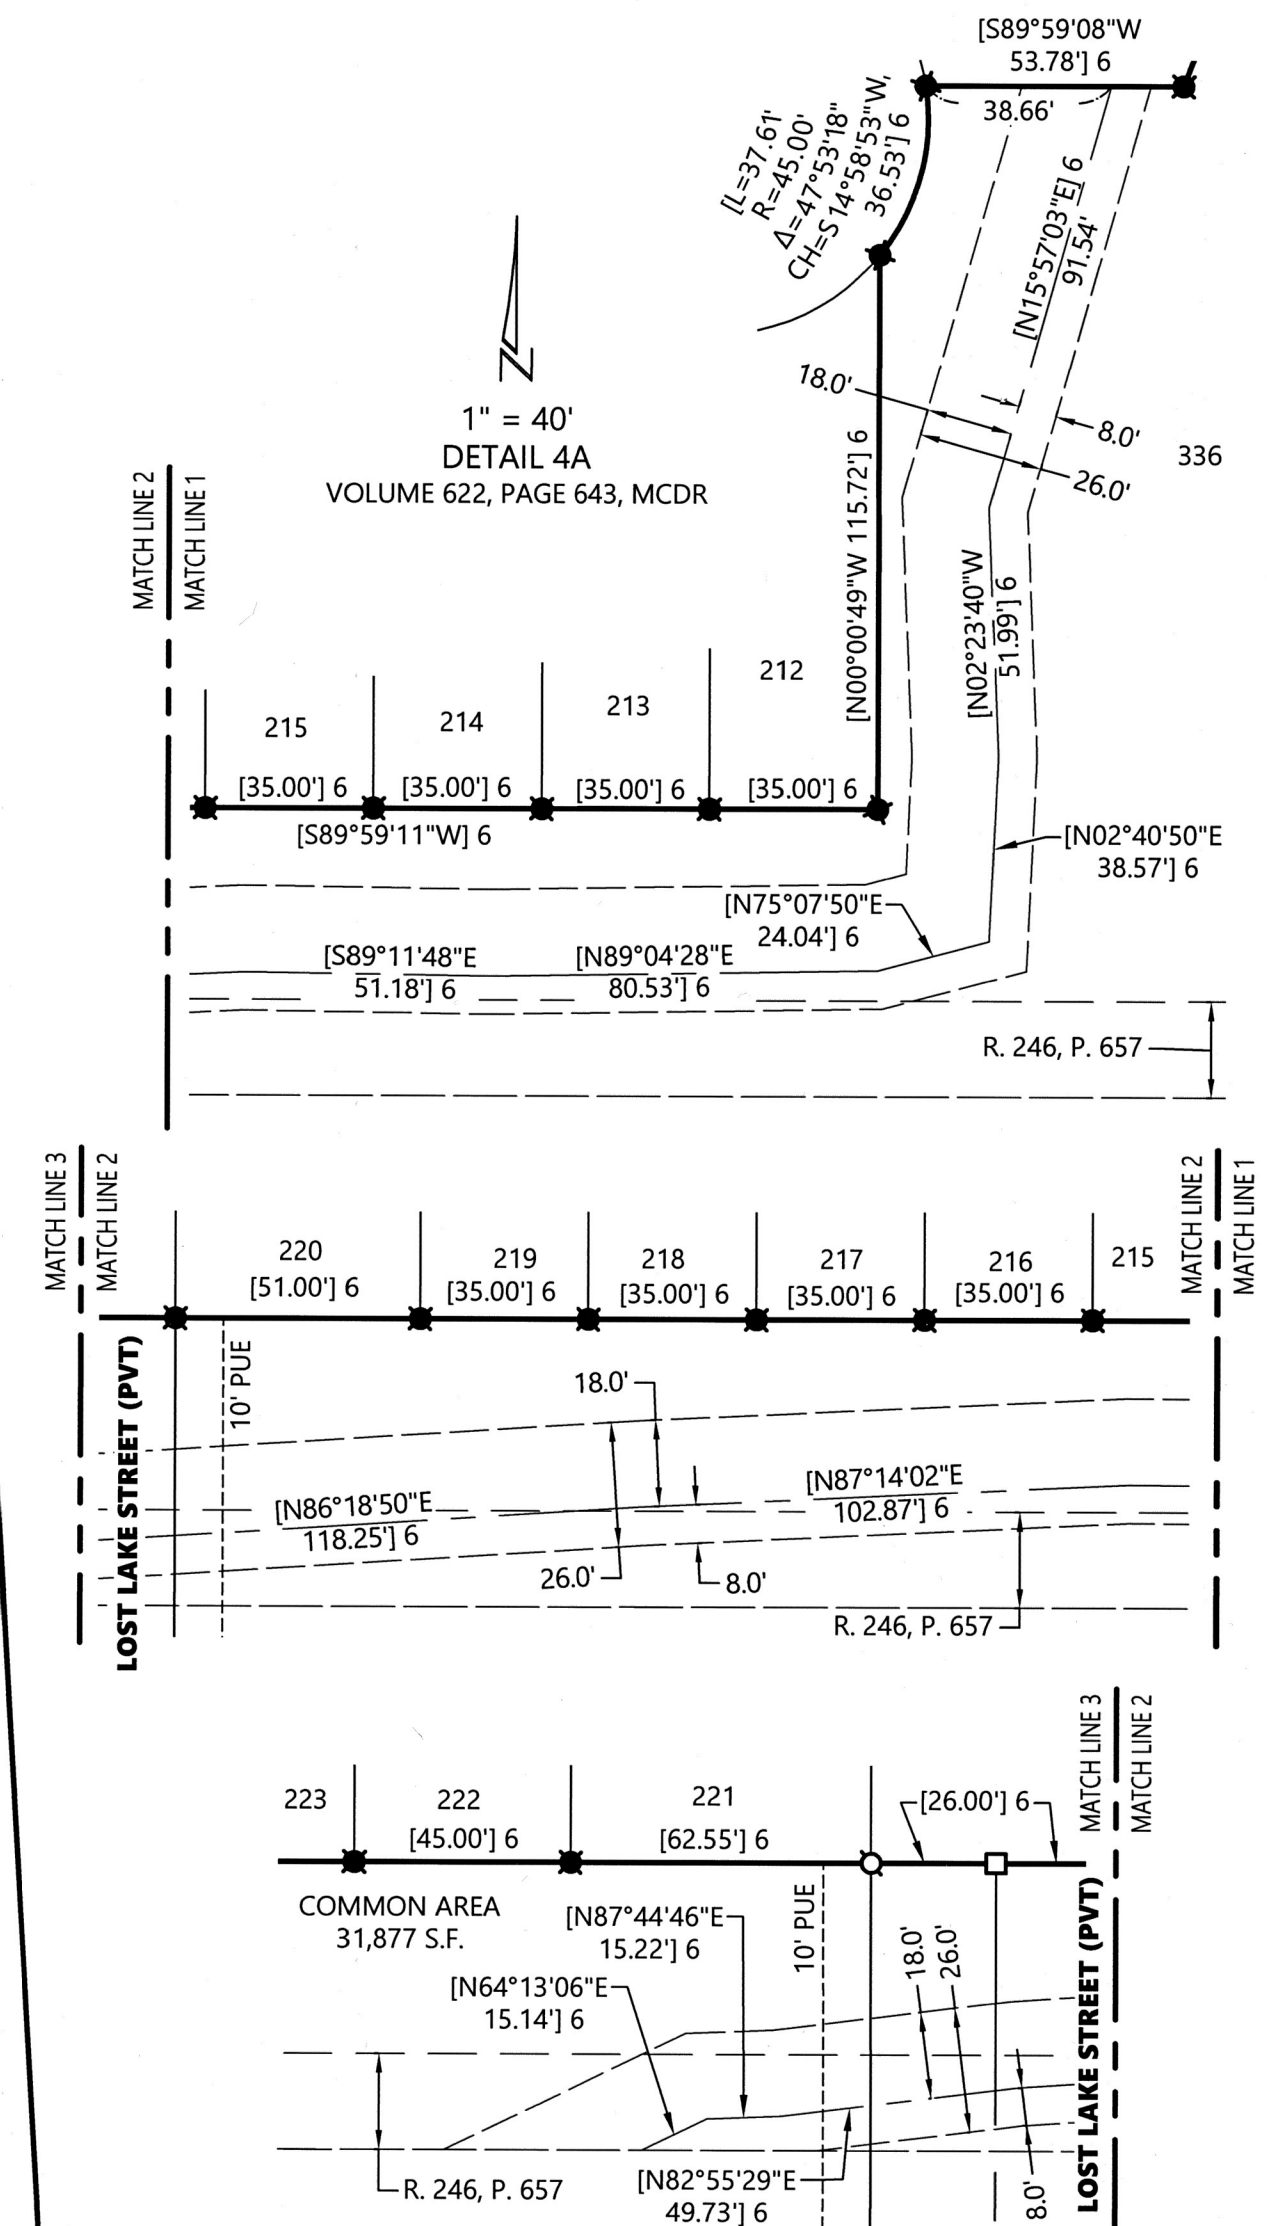 [S89°59'08"W
53.78'] 6
38.66'
[L=37.61'
R=45.00'
Δ=47°53'18"
CH=S14°58'53"W,
36.53'] 6
[N15°57'03"E] 6
91.54'
18.0'
8.0'
26.0'
336
1" = 40'
DETAIL 4A
VOLUME 622, PAGE 643, MCDR
MATCH LINE 2
MATCH LINE 1
[N00°00'49"W 115.72'] 6
[N02°23'40"W
51.99'] 6
215
214
213
212
[35.00'] 6
[35.00'] 6
[35.00'] 6
[35.00'] 6
[S89°59'11"W] 6
[N02°40'50"E
38.57'] 6
[N75°07'50"E
24.04'] 6
[S89°11'48"E
51.18'] 6
[N89°04'28"E
80.53'] 6
R. 246, P. 657
MATCH LINE 3
MATCH LINE 2
MATCH LINE 2
MATCH LINE 1
220
[51.00'] 6
219
[35.00'] 6
218
[35.00'] 6
217
[35.00'] 6
216
[35.00'] 6
215
LOST LAKE STREET (PVT)
10' PUE
18.0'
[N86°18'50"E
118.25'] 6
[N87°14'02"E
102.87'] 6
26.0'
8.0'
R. 246, P. 657
MATCH LINE 3
MATCH LINE 2
223
222
[45.00'] 6
221
[62.55'] 6
[26.00'] 6
COMMON AREA
31,877 S.F.
[N87°44'46"E
15.22'] 6
10' PUE
18.0'
26.0'
[N64°13'06"E
15.14'] 6
LOST LAKE STREET (PVT)
R. 246, P. 657
[N82°55'29"E
49.73'] 6
8.0'